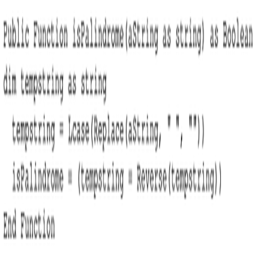 Public Function isPalindrome(aString as string) as Boolean
dim tempstring as string
tempstring = Lcase(Replace(aString, " ", ""))
isPalindrome = (tempstring = Reverse(tempstring))
End Function